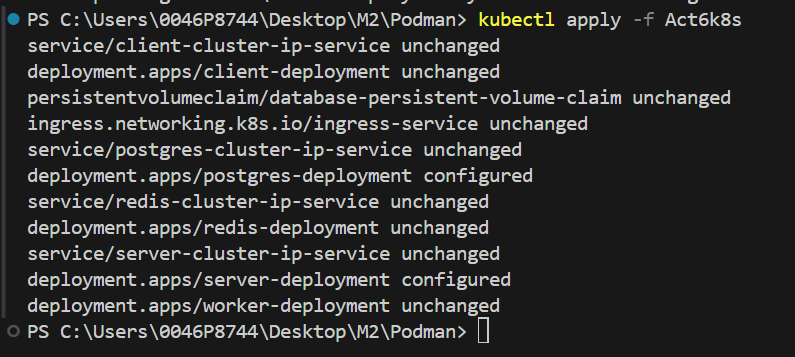 PS C:\Users\0046P8744\Desktop\M2\Podman> kubectl apply -f Act6k8s
service/client-cluster-ip-service unchanged
deployment.apps/client-deployment unchanged
persistentvolumeclaim/database-persistent-volume-claim unchanged
ingress.networking.k8s.io/ingress-service unchanged
service/postgres-cluster-ip-service unchanged
deployment.apps/postgres-deployment configured
service/redis-cluster-ip-service unchanged
deployment.apps/redis-deployment unchanged
service/server-cluster-ip-service unchanged
deployment.apps/server-deployment configured
deployment.apps/worker-deployment unchanged
PS C:\Users\0046P8744\Desktop\M2\Podman>